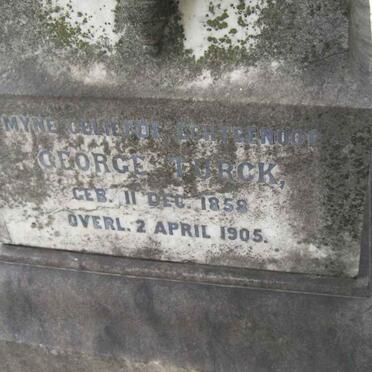 MYNE GELIEFDE ECHTGENOOT
GEORGE TURCK,
GEB. 11 DEC. 1858
OVERL. 2 APRIL 1905.